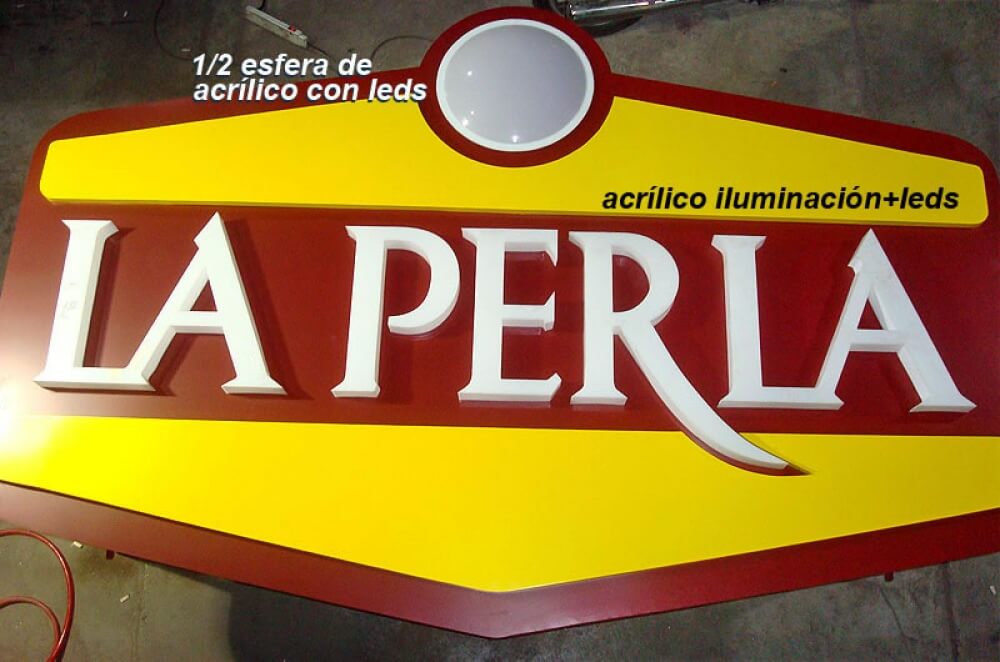 1/2 esfera de
acrílico con leds
acrílico iluminación+leds
LA PERLA